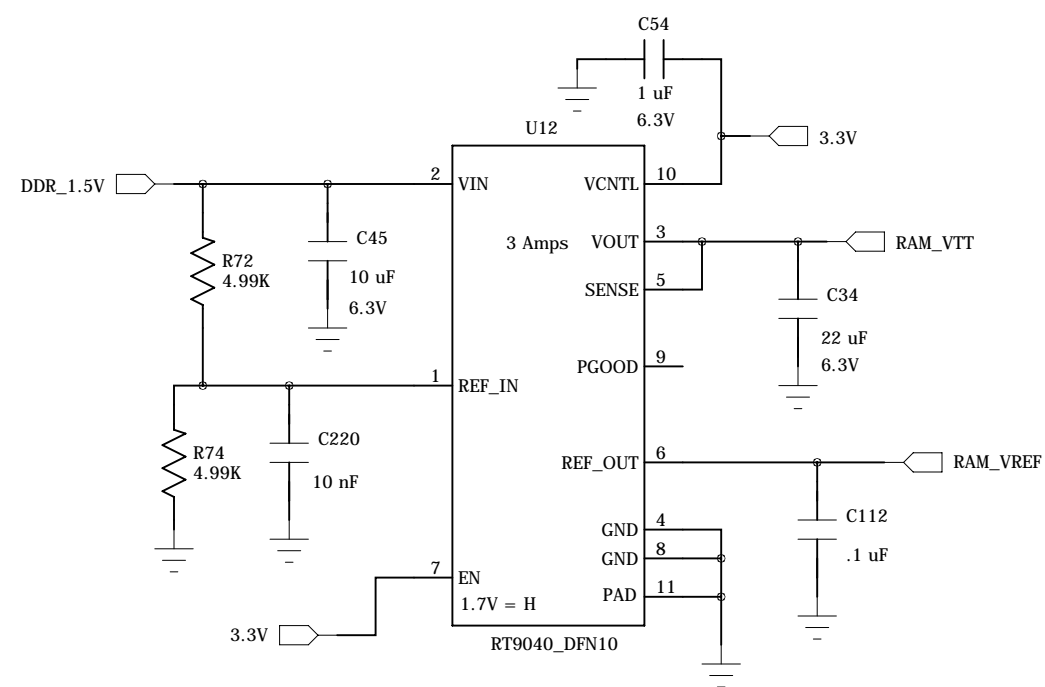 C54
1 uF
6.3V
3.3V
U12
DDR_1.5V
2
VIN
VCNTL
10
R72
4.99K
C45
10 uF
6.3V
3 Amps
VOUT
3
RAM_VTT
SENSE
5
C34
22 uF
6.3V
PGOOD
9
1
REF_IN
R74
4.99K
C220
10 nF
REF_OUT
6
RAM_VREF
C112
.1 uF
GND
4
GND
8
PAD
11
7
EN
1.7V = H
3.3V
RT9040_DFN10